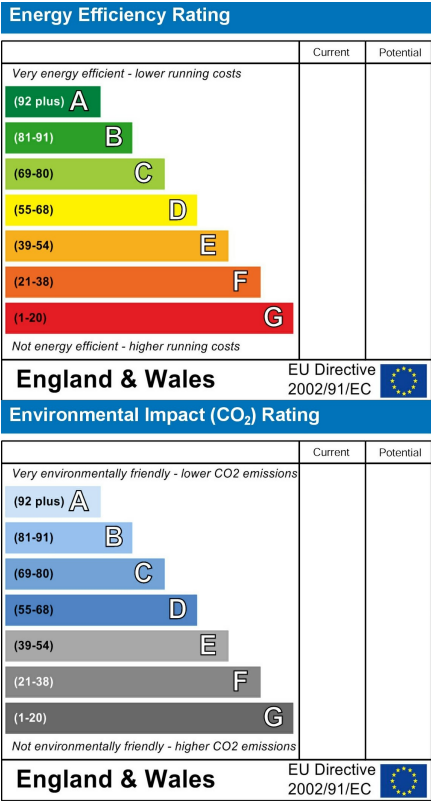 Energy Efficiency Rating
Current Potential
Very energy efficient - lower running costs
(92 plus) A
(81-91) B
(69-80) C
(55-68) D
(39-54) E
(21-38) F
(1-20) G
Not energy efficient - higher running costs
England & Wales
EU Directive
2002/91/EC
Environmental Impact (CO₂) Rating
Current Potential
Very environmentally friendly - lower CO2 emissions
(92 plus) A
(81-91) B
(69-80) C
(55-68) D
(39-54) E
(21-38) F
(1-20) G
Not environmentally friendly - higher CO2 emissions
England & Wales
EU Directive
2002/91/EC